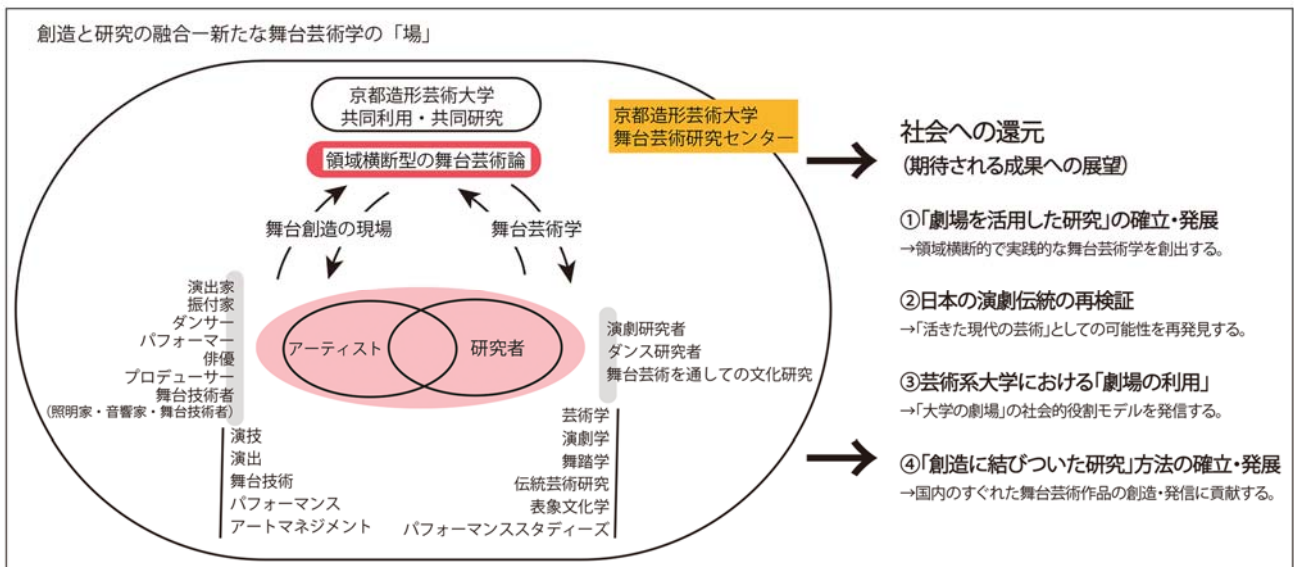 創造と研究の融合ー新たな舞台芸術学の「場」
京都造形芸術大学
共同利用・共同研究
領域横断型の舞台芸術論
京都造形芸術大学
舞台芸術研究センター
舞台創造の現場
舞台芸術学
演出家
振付家
ダンサー
パフォーマー
俳優
プロデューサー
舞台技術者
(照明家・音響家・舞台技術者)
アーティスト
研究者
演劇研究者
ダンス研究者
舞台芸術を通しての文化研究
演技
演出
舞台技術
パフォーマンス
アートマネジメント
芸術学
演劇学
舞踏学
伝統芸術研究
表象文化学
パフォーマンススタディーズ
社会への還元
(期待される成果への展望)
①「劇場を活用した研究」の確立・発展
→領域横断的で実践的な舞台芸術学を創出する。
②日本の演劇伝統の再検証
→「活きた現代の芸術」としての可能性を再発見する。
③芸術系大学における「劇場の利用」
→「大学の劇場」の社会的役割モデルを発信する。
④「創造に結びついた研究」方法の確立・発展
→国内のすぐれた舞台芸術作品の創造・発信に貢献する。